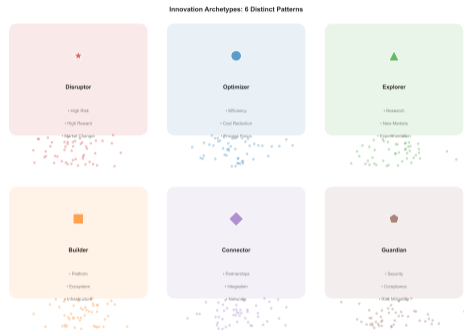 Innovation Archetypes: 6 Distinct Patterns
Disruptor
• High Risk
• High Reward
• Market Changer
Optimizer
• Efficiency
• Cost Reduction
• Process Focus
Explorer
• Research
• New Markets
• Experimentation
Builder
• Platform
• Ecosystem
• Infrastructure
Connector
• Partnerships
• Integration
• Networks
Guardian
• Security
• Compliance
• Risk Mitigation